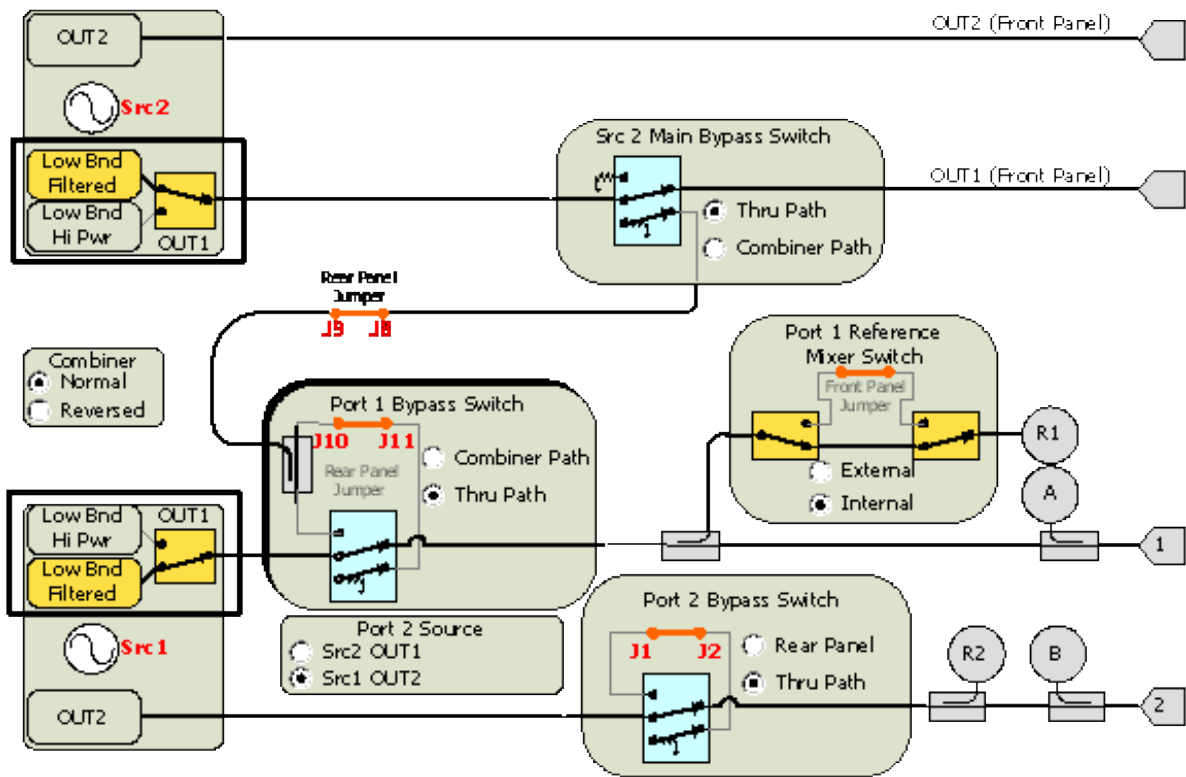 OUT2
OUT2 (Front Panel)
Src2
Low Bnd
Filtered
Low Bnd
Hi Pwr
OUT1
Src 2 Main Bypass Switch
Thru Path
Combiner Path
OUT1 (Front Panel)
Rear Panel
Jumper
J9 J8
Combiner
Normal
Reversed
Port 1 Bypass Switch
J10 J11
Rear Panel
Jumper
Combiner Path
Thru Path
Port 1 Reference
Mixer Switch
Front Panel
Jumper
External
Internal
R1
A
1
Low Bnd
Hi Pwr
OUT1
Low Bnd
Filtered
Src1
OUT2
Port 2 Source
Src2 OUT1
Src1 OUT2
Port 2 Bypass Switch
J1 J2
Rear Panel
Thru Path
R2
B
2